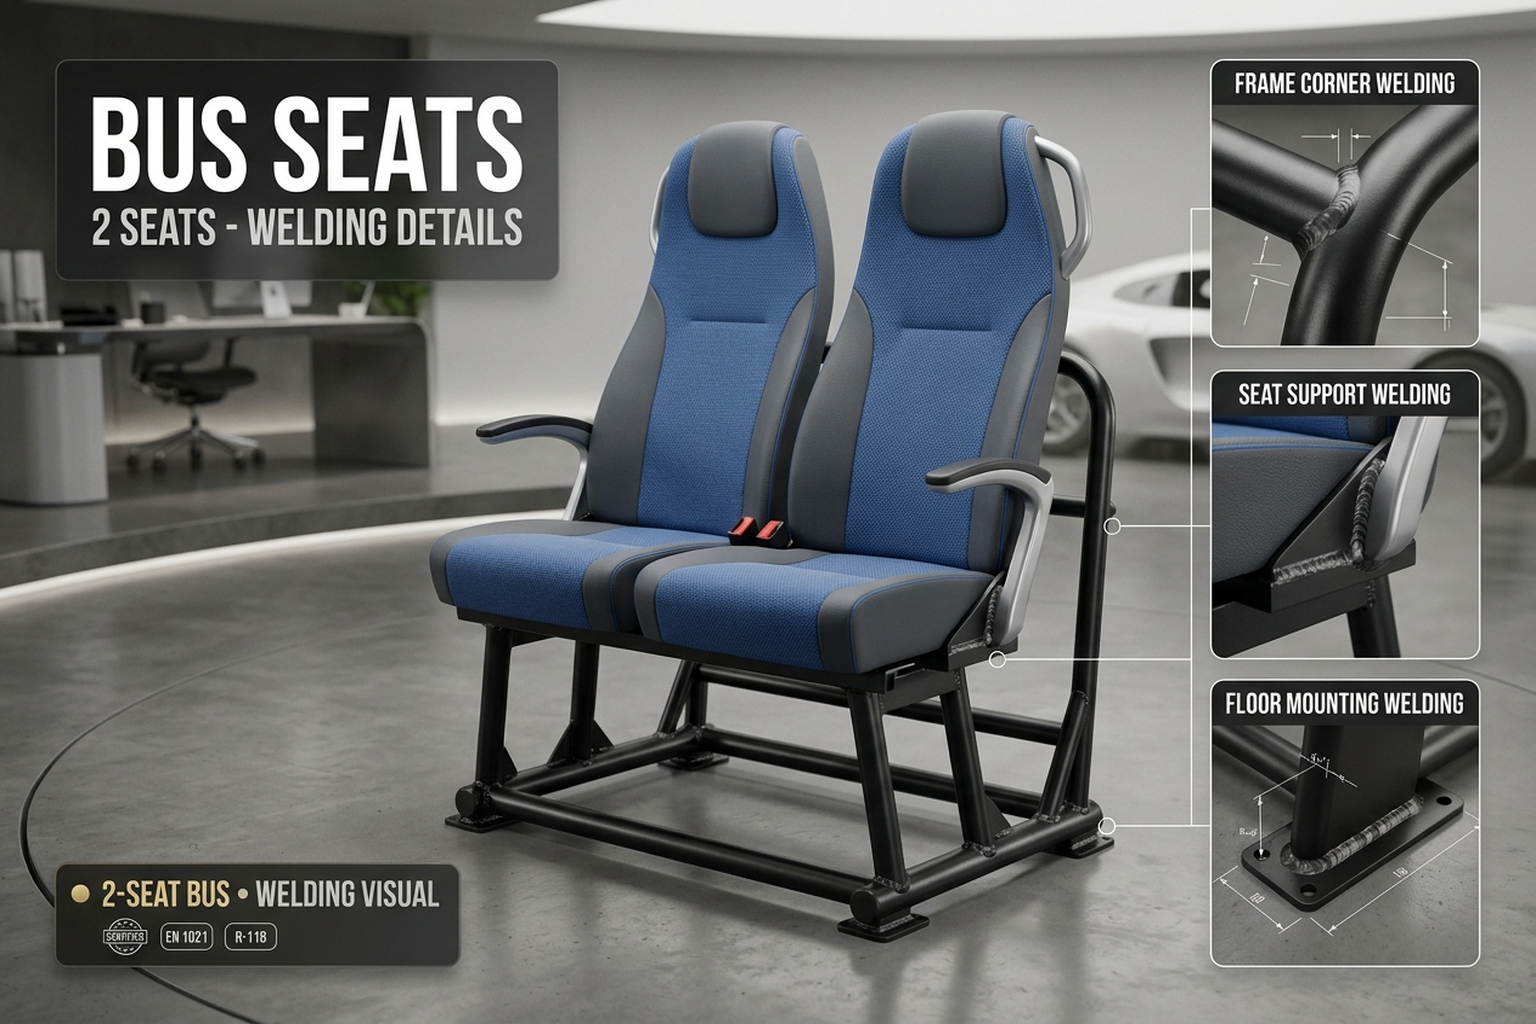 BUS SEATS
2 SEATS - WELDING DETAILS
FRAME CORNER WELDING
SEAT SUPPORT WELDING
FLOOR MOUNTING WELDING
2-SEAT BUS • WELDING VISUAL
EN 1021
R-118